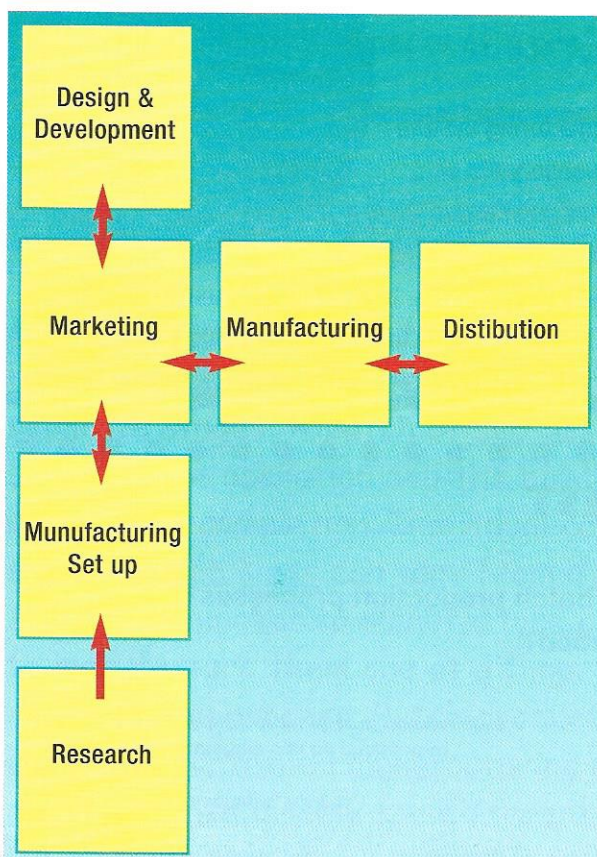 Design &
Development
Marketing
Manufacturing
Distibution
Munufacturing
Set up
Research